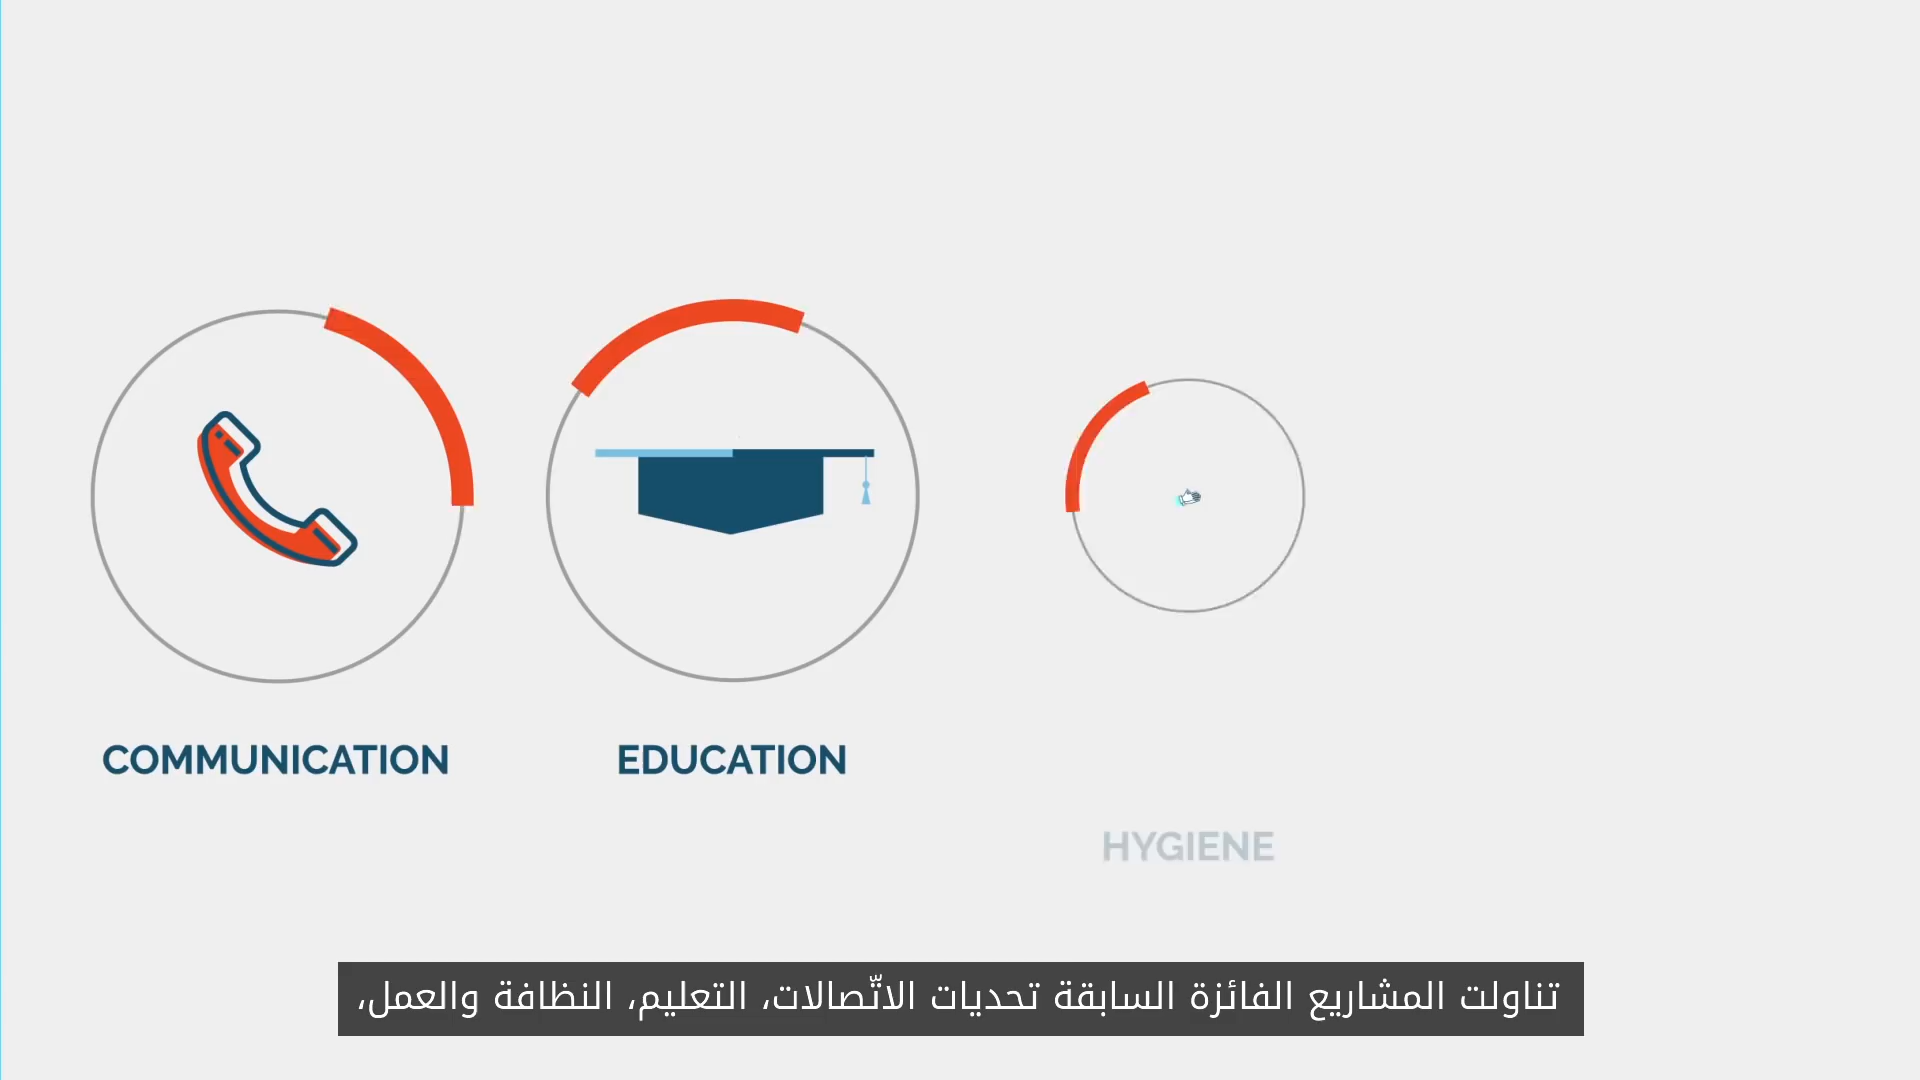 COMMUNICATION
EDUCATION
HYGIENE
تناولت المشاريع الفائزة السابقة تحديات الاتّصالات، التعليم، النظافة والعمل،